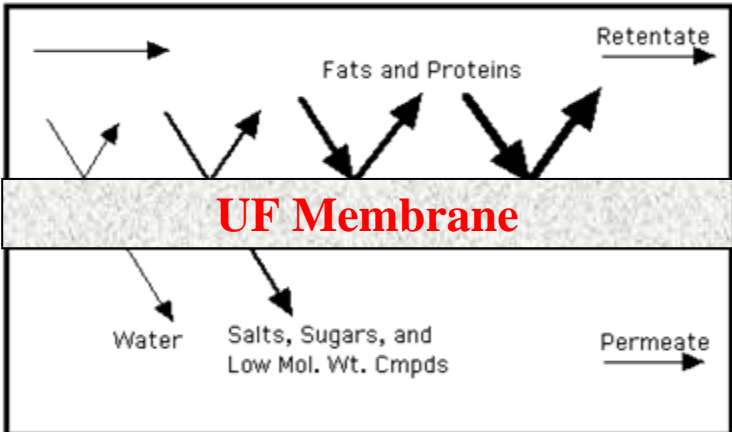 Retentate
Fats and Proteins
UF Membrane
Water
Salts, Sugars, and
Low Mol. Wt. Cmpds
Permeate